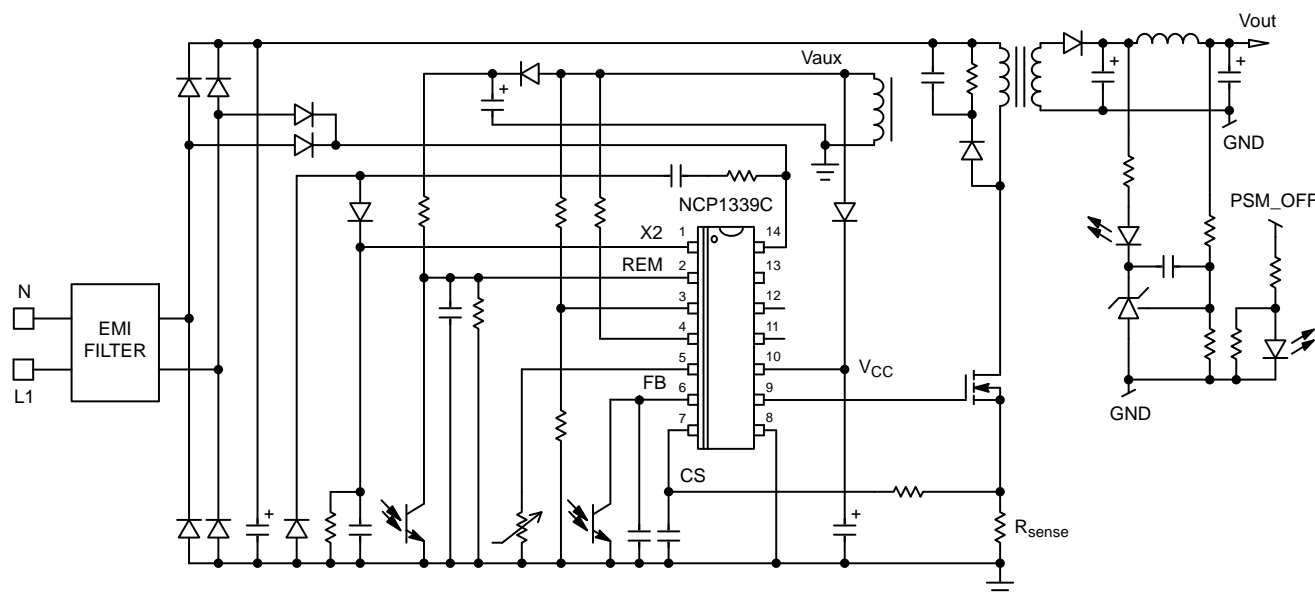 Vout
Vaux
GND
NCP1339C
PSM_OFF
X2
1
14
REM
2
13
N
3
12
EMI
FILTER
4
11
5
10
VCC
L1
FB
6
9
GND
7
8
CS
Rsense
+
+
+
+
+